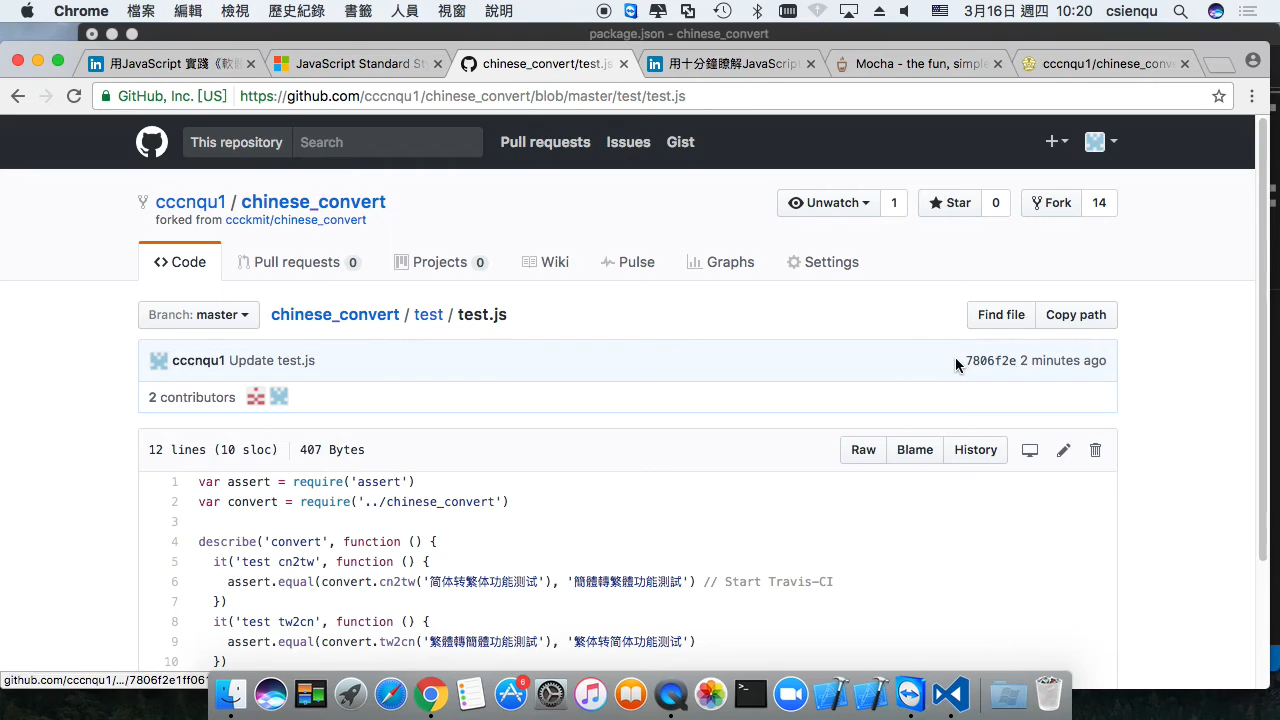 Chrome 檔案 編輯 檢視 歷史紀錄 書籤 人員 視窗 說明 3月16日 週四 10:20 csienqu
package.json - chinese_convert
用JavaScript 實踐《軟 JavaScript Standard Sty chinese_convert/test.js 用十分鐘瞭解JavaScrip Mocha - the fun, simple cccnqu1/chinese_conve
GitHub, Inc. [US] https://github.com/cccnqu1/chinese_convert/blob/master/test/test.js
This repository Search Pull requests Issues Gist
cccnqu1 / chinese_convert Unwatch 1 Star 0 Fork 14
forked from ccckmit/chinese_convert
<> Code Pull requests 0 Projects 0 Wiki Pulse Graphs Settings
Branch: master chinese_convert / test / test.js Find file Copy path
cccnqu1 Update test.js 7806f2e 2 minutes ago
2 contributors
12 lines (10 sloc) 407 Bytes Raw Blame History
1 var assert = require('assert')
2 var convert = require('../chinese_convert')
3
4 describe('convert', function () {
5 it('test cn2tw', function () {
6 assert.equal(convert.cn2tw('简体转繁体功能测试'), '簡體轉繁體功能測試') // Start Travis-CI
7 })
8 it('test tw2cn', function () {
9 assert.equal(convert.tw2cn('繁體轉簡體功能測試'), '繁体转简体功能测试')
10 })
github.com/cccnqu1/.../7806f2e1ff06
6